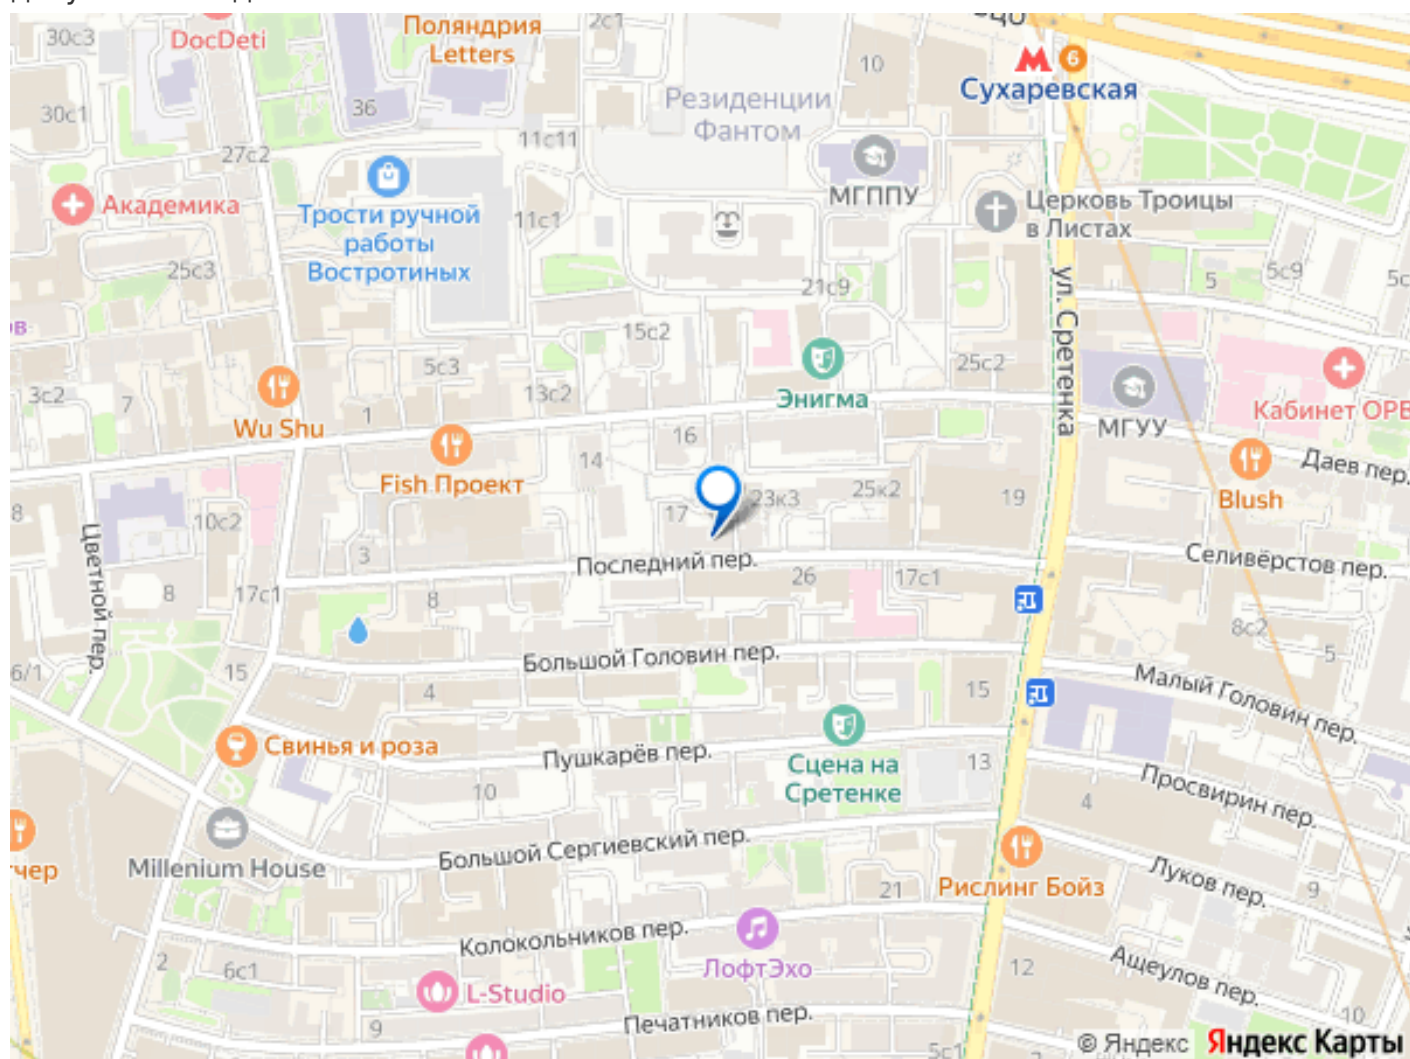 30с3
DocDeti
Поляндрия
Letters
2с1
10
Сухаревская
6
30с1
36
Резиденции
Фантом
11с11
27с2
МГППУ
Академика
Трости ручной
работы
Востротиных
11с1
Церковь Троицы
в Листах
25с3
21с9
5
5с9
ул. Сретенка
15с2
5с3
25с2
3с2
7
Wu Shu
1
13с2
Энигма
МГУУ
16
Fish Проект
14
Даев пер.
Blush
8
10с2
17
23к3
25к2
19
Цветной пер.
3
Последний пер.
Селивёрстов пер.
8
17с1
8
26
17с1
8с2
5
6/1
15
Большой Головин пер.
4
15
Малый Головин пер.
Свинья и роза
Пушкарёв пер.
Сцена на
Сретенке
13
10
4
Просвирин пер.
Millenium House
Большой Сергиевский пер.
21
Рислинг Бойз
Луков пер.
9
Колокольников пер.
ЛофтЭхо
2
6с1
L-Studio
12
Ащеулов пер.
9
Печатников пер.
5с1
10
© Яндекс Яндекс Карты